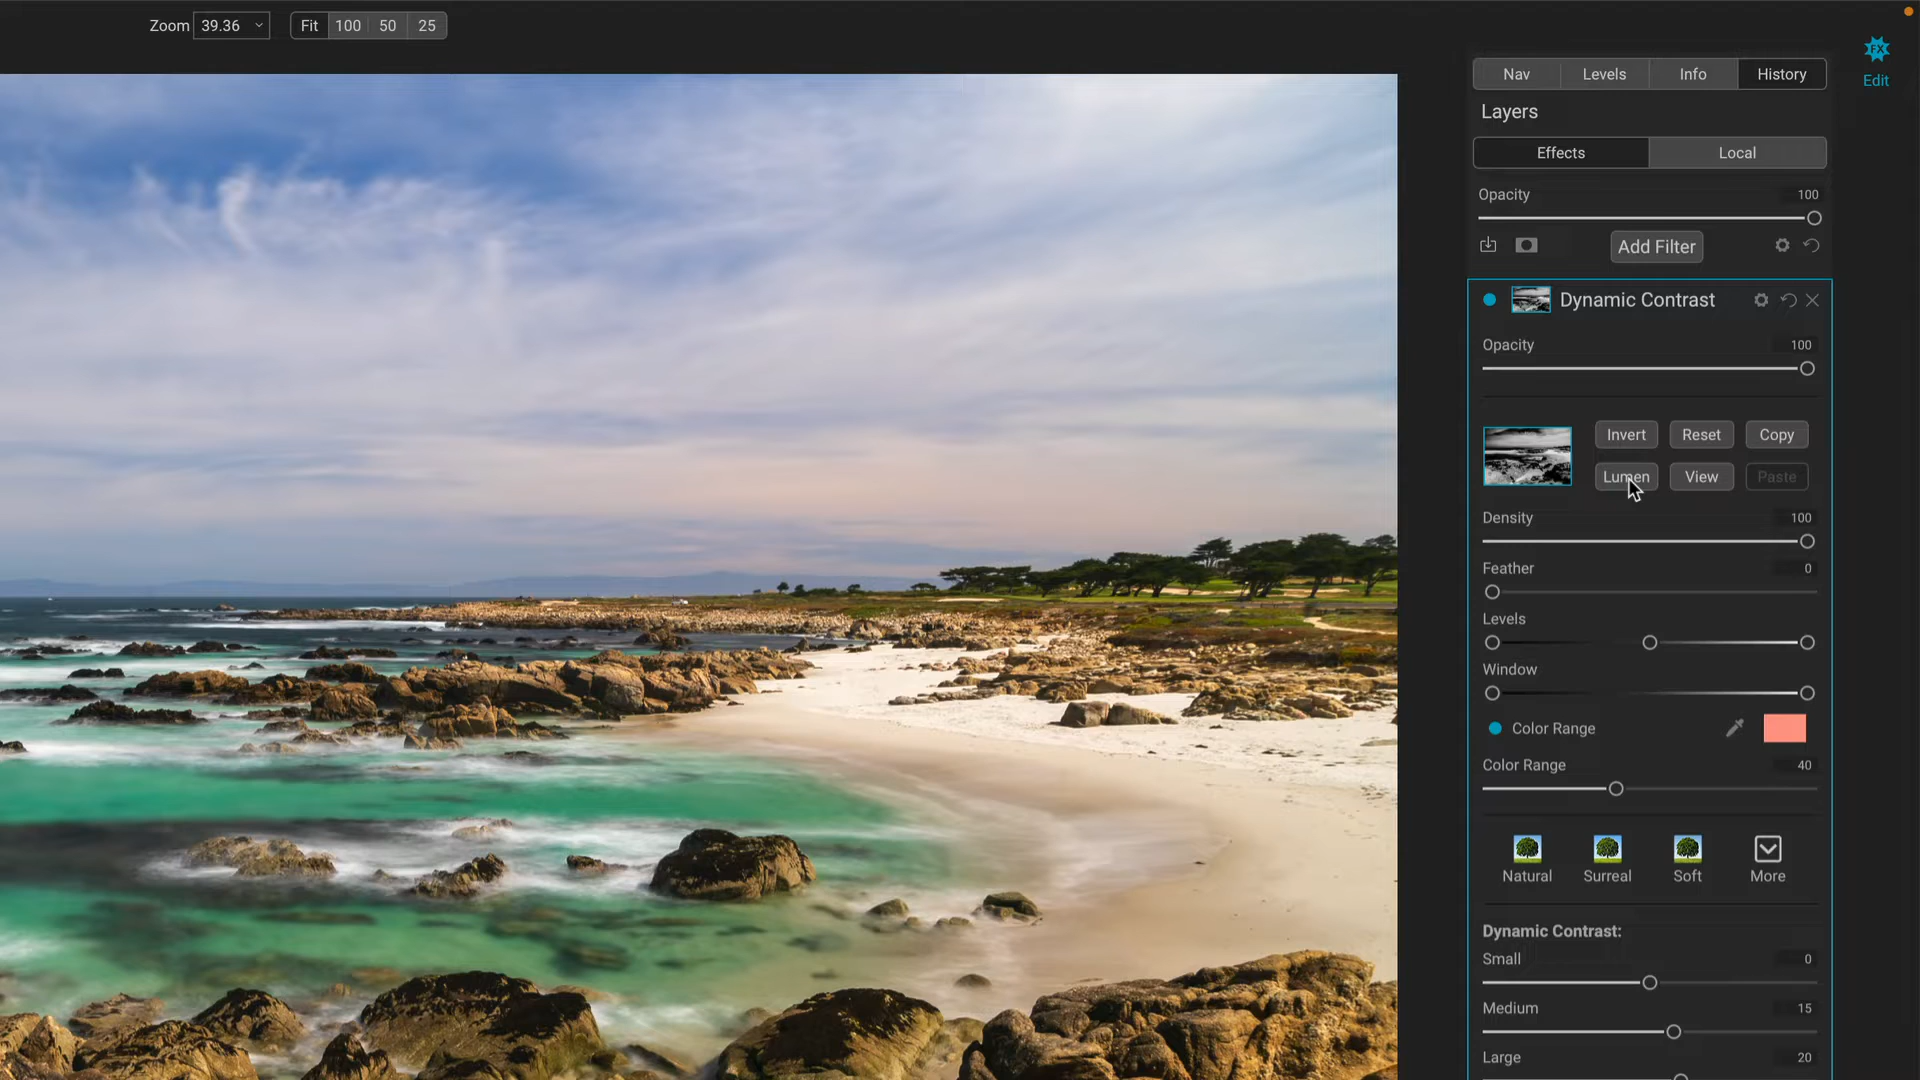 Zoom 39.36 Fit 100 50 25
FX
Edit
Nav Levels Info History
Layers
Effects Local
Opacity 100
Add Filter
Dynamic Contrast
Opacity 100
Invert Reset Copy
Lumen View Paste
Density 100
Feather 0
Levels
Window
Color Range
Color Range 40
Natural Surreal Soft More
Dynamic Contrast:
Small 0
Medium 15
Large 20